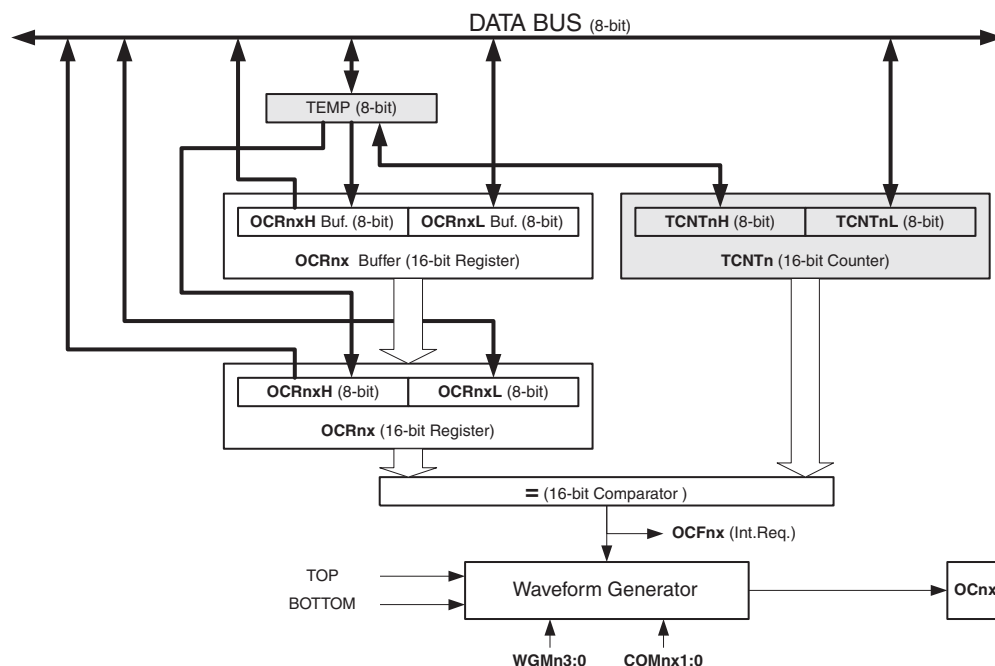 DATA BUS (8-bit)
TEMP (8-bit)
OCRnxH Buf. (8-bit) OCRnxL Buf. (8-bit)
OCRnx Buffer (16-bit Register)
TCNTnH (8-bit) TCNTnL (8-bit)
TCNTn (16-bit Counter)
OCRnxH (8-bit) OCRnxL (8-bit)
OCRnx (16-bit Register)
= (16-bit Comparator )
OCFnx (Int.Req.)
TOP
BOTTOM
Waveform Generator
OCnx
WGMn3:0 COMnx1:0